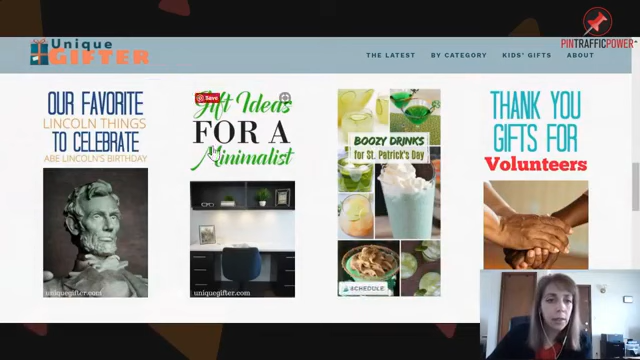 Unique
GIFTER
THE LATEST
BY CATEGORY
KIDS' GIFTS
ABOUT
PINTRAFFICPOWER
OUR FAVORITE
LINCOLN THINGS
TO CELEBRATE
ABE LINCOLN'S BIRTHDAY
uniquegifter.com
Save
Gift Ideas
FOR A
Minimalist
uniquegifter.com
BOOZY DRINKS
for St. Patrick's Day
SCHEDULE
THANK YOU
GIFTS FOR
Volunteers